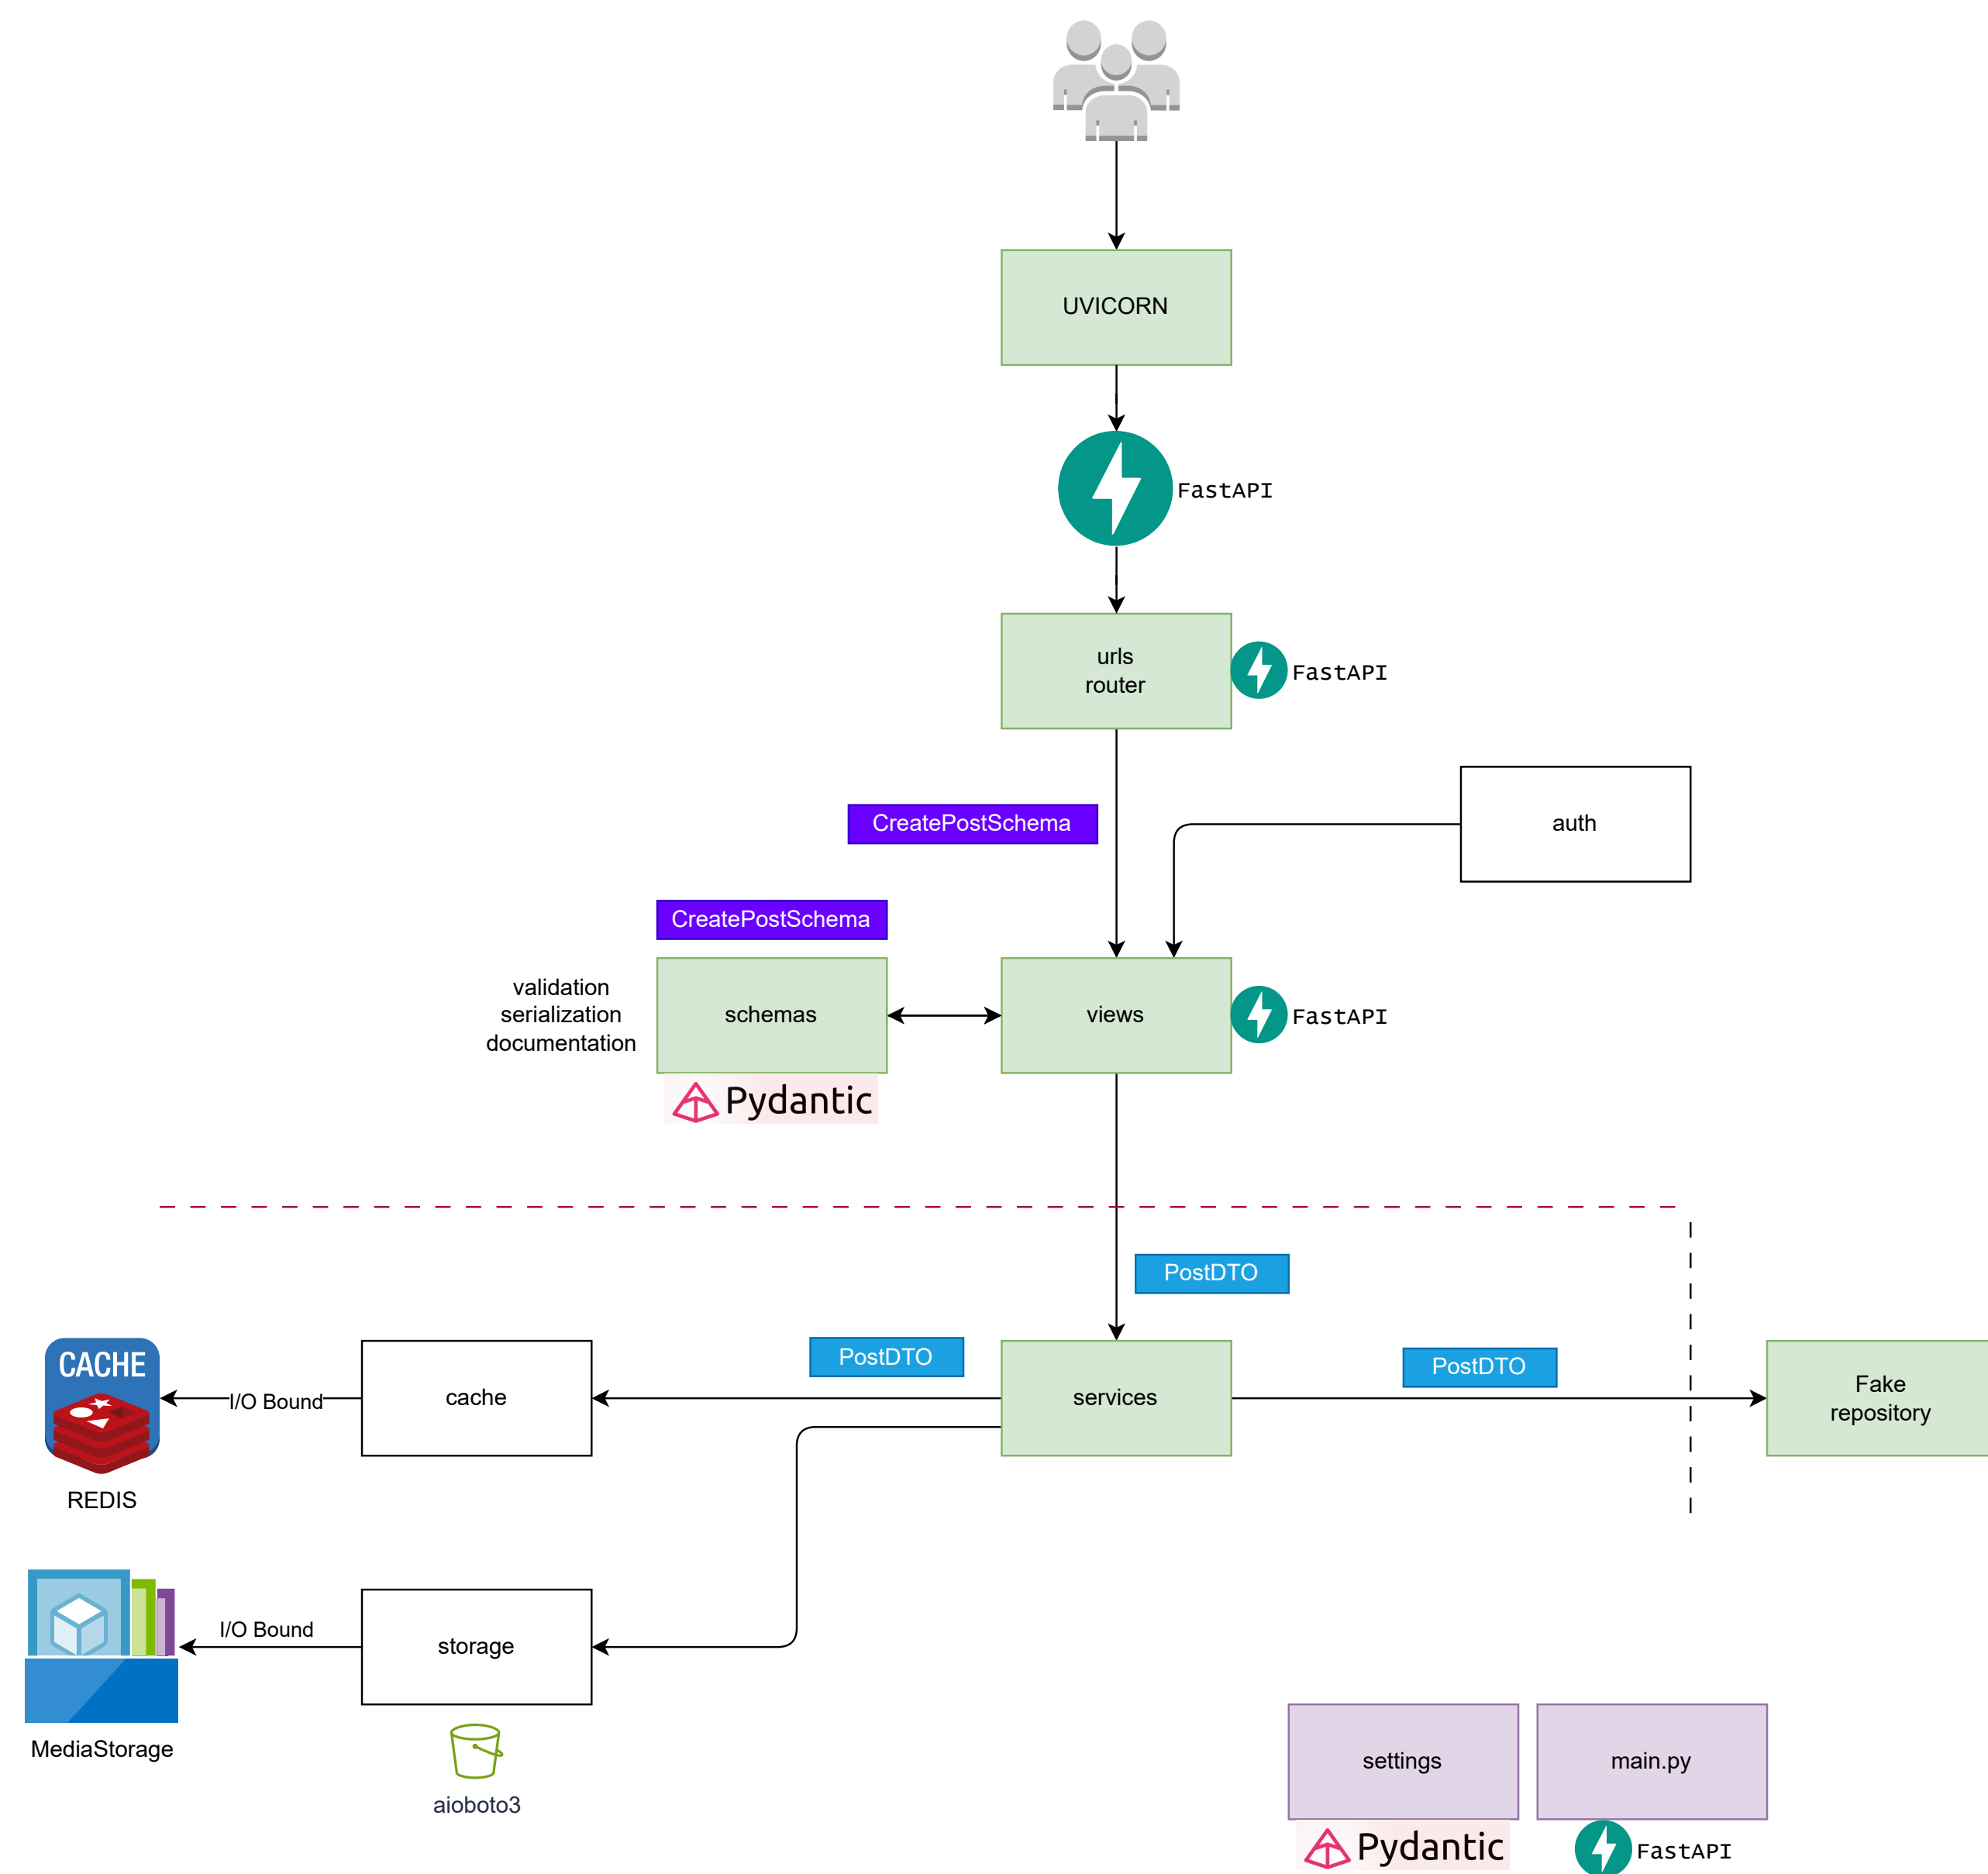 UVICORN
FastAPI
urls
router
FastAPI
CreatePostSchema
auth
CreatePostSchema
validation
serialization
documentation
schemas
views
FastAPI
Pydantic
PostDTO
CACHE
REDIS
I/O Bound
cache
PostDTO
services
PostDTO
Fake
repository
MediaStorage
I/O Bound
storage
aioboto3
settings
main.py
Pydantic
FastAPI